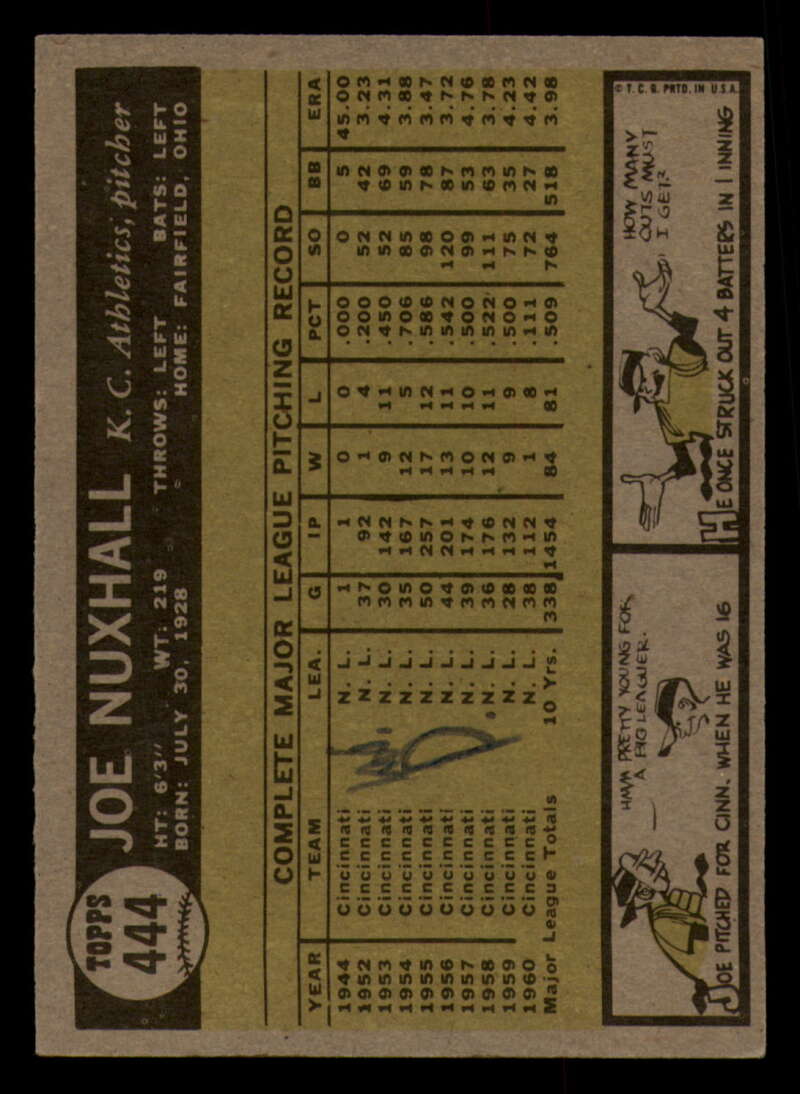 TOPPS
444
JOE NUXHALL K. C. Athletics, pitcher
HT: 6'3" WT: 219 THROWS: LEFT BATS: LEFT
BORN: JULY 30, 1928 HOME: FAIRFIELD, OHIO
COMPLETE MAJOR LEAGUE PITCHING RECORD
YEAR TEAM LEA. G IP W L PCT SO BB ERA
1944 Cincinnati N. L. 1 1 0 0 .000 0 5 45.00
1952 Cincinnati N. L. 37 92 1 4 .200 52 42 3.23
1953 Cincinnati N. L. 30 142 9 11 .450 52 69 4.31
1954 Cincinnati N. L. 35 167 12 5 .706 85 59 3.88
1955 Cincinnati N. L. 50 257 17 12 .586 98 78 3.47
1956 Cincinnati N. L. 44 201 13 11 .542 120 87 3.72
1957 Cincinnati N. L. 39 174 10 10 .500 99 53 4.76
1958 Cincinnati N. L. 36 176 12 11 .522 111 63 3.78
1959 Cincinnati N. L. 28 132 9 9 .500 75 35 4.23
1960 Cincinnati N. L. 38 112 1 8 .111 72 27 4.42
Major League Totals 10 Yrs. 338 1454 84 81 .509 764 518 3.98
PRETTY YOUNG FOR
A BIG LEAGUER.
JOE PITCHED FOR CINN. WHEN HE WAS 16
© T. C. G. PRTD. IN U.S.A.
HOW MANY
OUTS MUST
I GET?
HE ONCE STRUCK OUT 4 BATTERS IN 1 INNING